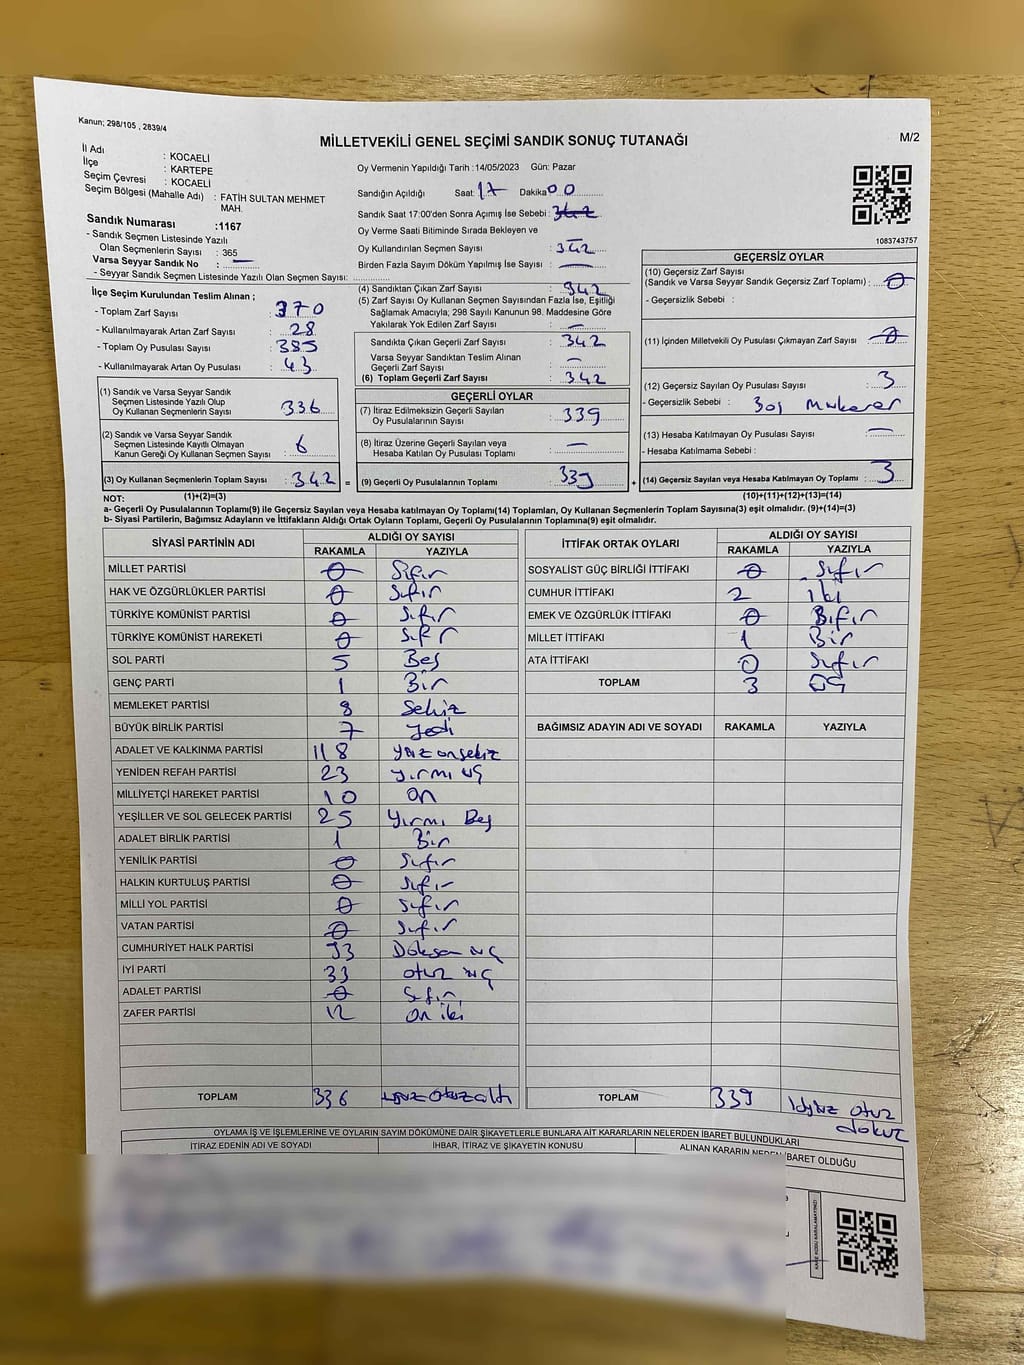 Kanun; 298/105 , 2839/4
MİLLETVEKİLİ GENEL SEÇİMİ SANDIK SONUÇ TUTANAĞI
M/2
İl Adı : KOCAELİ
İlçe : KARTEPE
Seçim Çevresi : KOCAELİ
Seçim Bölgesi (Mahalle Adı) : FATİH SULTAN MEHMET MAH.
Sandık Numarası :1167
- Sandık Seçmen Listesinde Yazılı
Olan Seçmenlerin Sayısı : 365
Varsa Seyyar Sandık No : —
- Seyyar Sandık Seçmen Listesinde Yazılı Olan Seçmen Sayısı:
Oy Vermenin Yapıldığı Tarih :14/05/2023 Gün: Pazar
Sandığın Açıldığı Saat: 17 Dakika 00
Sandık Saat 17:00'den Sonra Açımış İse Sebebi : 342
Oy Verme Saati Bitiminde Sırada Bekleyen ve
Oy Kullandırılan Seçmen Sayısı : 342
Birden Fazla Sayım Döküm Yapılmış İse Sayısı : —
1083743757
İlçe Seçim Kurulundan Teslim Alınan ;
- Toplam Zarf Sayısı : 370
- Kullanılmayarak Artan Zarf Sayısı : 28
- Toplam Oy Pusulası Sayısı : 385
- Kullanılmayarak Artan Oy Pusulası : 43
(4) Sandıktan Çıkan Zarf Sayısı : 342
(5) Zarf Sayısı Oy Kullanan Seçmen Sayısından Fazla İse, Eşitliği
Sağlamak Amacıyla; 298 Sayılı Kanunun 98. Maddesine Göre
Yakılarak Yok Edilen Zarf Sayısı : —
Sandıkta Çıkan Geçerli Zarf Sayısı : 342
Varsa Seyyar Sandıktan Teslim Alınan
Geçerli Zarf Sayısı : —
(6) Toplam Geçerli Zarf Sayısı : 342
GEÇERSİZ OYLAR
(10) Geçersiz Zarf Sayısı
(Sandık ve Varsa Seyyar Sandık Geçersiz Zarf Toplamı) : 0
- Geçersizlik Sebebi :
(11) İçinden Milletvekili Oy Pusulası Çıkmayan Zarf Sayısı : 0
(12) Geçersiz Sayılan Oy Pusulası Sayısı : 3
- Geçersizlik Sebebi : Boş Mükerer
(13) Hesaba Katılmayan Oy Pusulası Sayısı : —
- Hesaba Katılmama Sebebi :
(14) Geçersiz Sayılan veya Hesaba Katılmayan Oy Toplamı : 3
(1) Sandık ve Varsa Seyyar Sandık
Seçmen Listesinde Yazılı Olup
Oy Kullanan Seçmenlerin Sayısı : 336
(2) Sandık ve Varsa Seyyar Sandık
Seçmen Listesinde Kayıtlı Olmayan
Kanun Gereği Oy Kullanan Seçmen Sayısı : 6
(3) Oy Kullanan Seçmenlerin Toplam Sayısı : 342 =
GEÇERLİ OYLAR
(7) İtiraz Edilmeksizin Geçerli Sayılan
Oy Pusulalarının Sayısı : 339
(8) İtiraz Üzerine Geçerli Sayılan veya
Hesaba Katılan Oy Pusulası Toplamı : —
(9) Geçerli Oy Pusulalarının Toplamı : 339 +
NOT: (1)+(2)=(3) (10)+(11)+(12)+(13)=(14)
a- Geçerli Oy Pusulalarının Toplamı(9) ile Geçersiz Sayılan veya Hesaba katılmayan Oy Toplamı(14) Toplamları, Oy Kullanan Seçmenlerin Toplam Sayısına(3) eşit olmalıdır. (9)+(14)=(3)
b- Siyasi Partilerin, Bağımsız Adayların ve İttifakların Aldığı Ortak Oyların Toplamı, Geçerli Oy Pusulalarının Toplamına(9) eşit olmalıdır.
SİYASİ PARTİNİN ADI ALDIĞI OY SAYISI
RAKAMLA YAZIYLA
MİLLET PARTİSİ 0 Sıfır
HAK VE ÖZGÜRLÜKLER PARTİSİ 0 Sıfır
TÜRKİYE KOMÜNİST PARTİSİ 0 Sıfır
TÜRKİYE KOMÜNİST HAREKETİ 0 Sıfır
SOL PARTİ 5 Beş
GENÇ PARTİ 1 Bir
MEMLEKET PARTİSİ 8 Sekiz
BÜYÜK BİRLİK PARTİSİ 7 Yedi
ADALET VE KALKINMA PARTİSİ 118 yüz onsekiz
YENİDEN REFAH PARTİSİ 23 yirmi üç
MİLLİYETÇİ HAREKET PARTİSİ 10 On
YEŞİLLER VE SOL GELECEK PARTİSİ 25 Yirmi Beş
ADALET BİRLİK PARTİSİ 1 Bir
YENİLİK PARTİSİ 0 Sıfır
HALKIN KURTULUŞ PARTİSİ 0 Sıfır
MİLLİ YOL PARTİSİ 0 Sıfır
VATAN PARTİSİ 0 Sıfır
CUMHURİYET HALK PARTİSİ 93 Doksan üç
İYİ PARTİ 33 otuz üç
ADALET PARTİSİ 0 Sıfır
ZAFER PARTİSİ 12 On iki
TOPLAM 336 üçyüz otuz altı
İTTİFAK ORTAK OYLARI ALDIĞI OY SAYISI
RAKAMLA YAZIYLA
SOSYALİST GÜÇ BİRLİĞİ İTTİFAKI 0 Sıfır
CUMHUR İTTİFAKI 2 iki
EMEK VE ÖZGÜRLÜK İTTİFAKI 0 Sıfır
MİLLET İTTİFAKI 1 Bir
ATA İTTİFAKI 0 Sıfır
TOPLAM 3 Üç
BAĞIMSIZ ADAYIN ADI VE SOYADI RAKAMLA YAZIYLA
TOPLAM 339 üçyüz otuz
dokuz
OYLAMA İŞ VE İŞLEMLERİNE VE OYLARIN SAYIM DÖKÜMÜNE DAİR ŞİKAYETLERLE BUNLARA AİT KARARLARIN NELERDEN İBARET BULUNDUKLARI
İTİRAZ EDENİN ADI VE SOYADI İHBAR, İTİRAZ VE ŞİKAYETİN KONUSU ALINAN KARARIN NEDEN İBARET OLDUĞU
KARE KODU KARALAMAYINIZ!